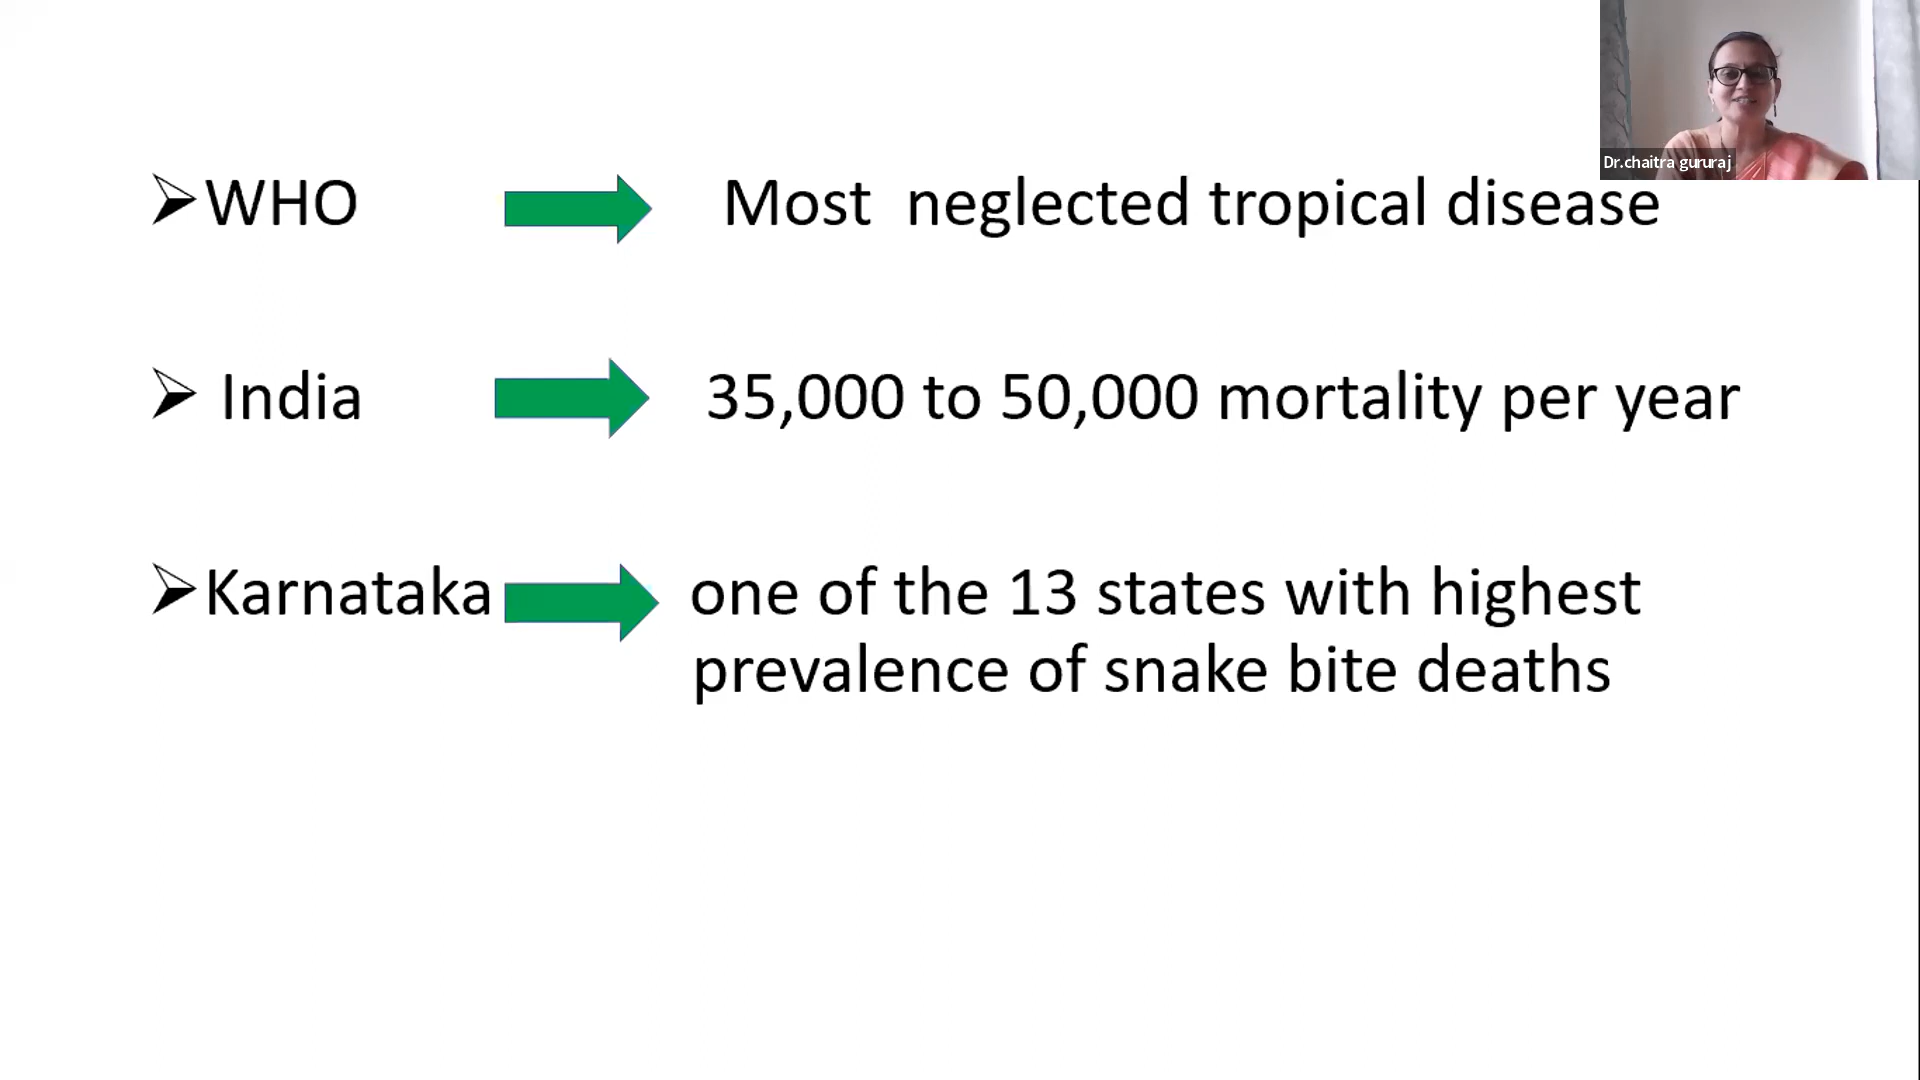 Dr.chaitra gururaj
WHO Most neglected tropical disease
India 35,000 to 50,000 mortality per year
Karnataka one of the 13 states with highest
prevalence of snake bite deaths